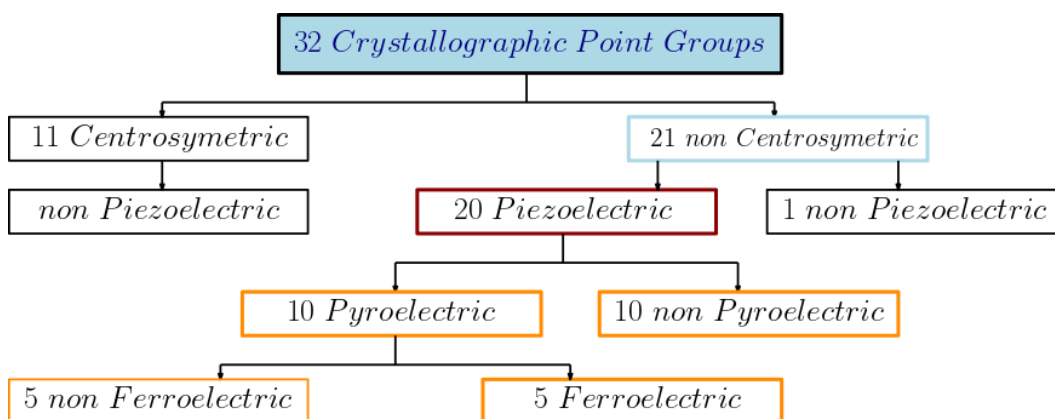 32 Crystallographic Point Groups
11 Centrosymetric
21 non Centrosymetric
non Piezoelectric
20 Piezoelectric
1 non Piezoelectric
10 Pyroelectric
10 non Pyroelectric
5 non Ferroelectric
5 Ferroelectric